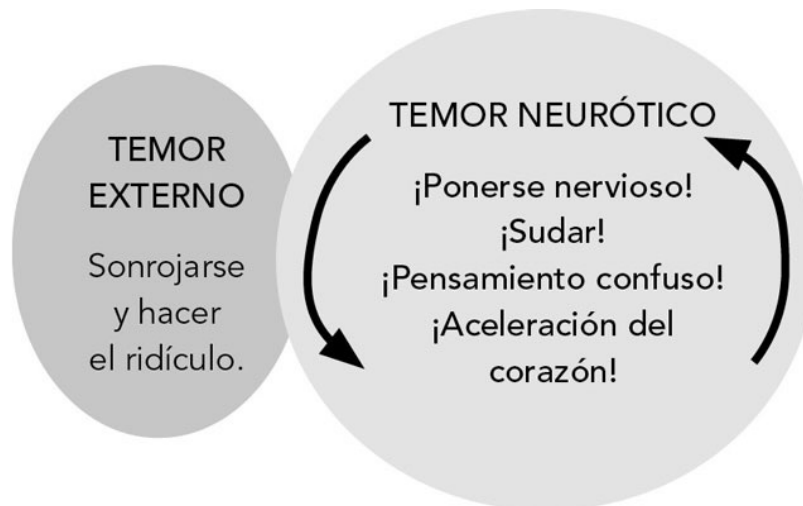 TEMOR
EXTERNO
Sonrojarse
y hacer
el ridículo.
TEMOR NEURÓTICO
¡Ponerse nervioso!
¡Sudar!
¡Pensamiento confuso!
¡Aceleración del
corazón!